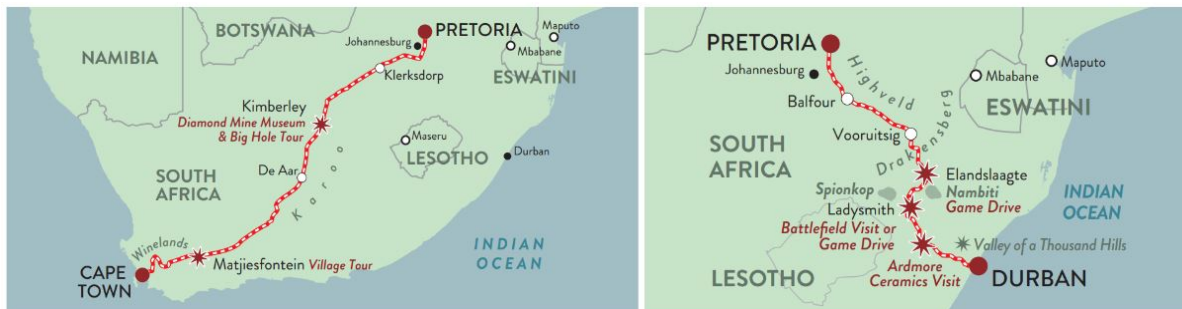 BOTSWANA
NAMIBIA
Johannesburg
PRETORIA
Maputo
Mbabane
ESWATINI
Klerksdorp
Kimberley
Diamond Mine Museum
& Big Hole Tour
Maseru
LESOTHO
Durban
De Aar
Karoo
SOUTH
AFRICA
Winelands
Matjiesfontein Village Tour
CAPE
TOWN
INDIAN
OCEAN
PRETORIA
Johannesburg
Highveld
Balfour
Mbabane
Maputo
ESWATINI
Vooruitsig
Drakensberg
SOUTH
AFRICA
Elandslaagte
Spionkop
Nambiti
Game Drive
Ladysmith
Battlefield Visit or
Game Drive
INDIAN
OCEAN
Valley of a Thousand Hills
LESOTHO
Ardmore
Ceramics Visit
DURBAN